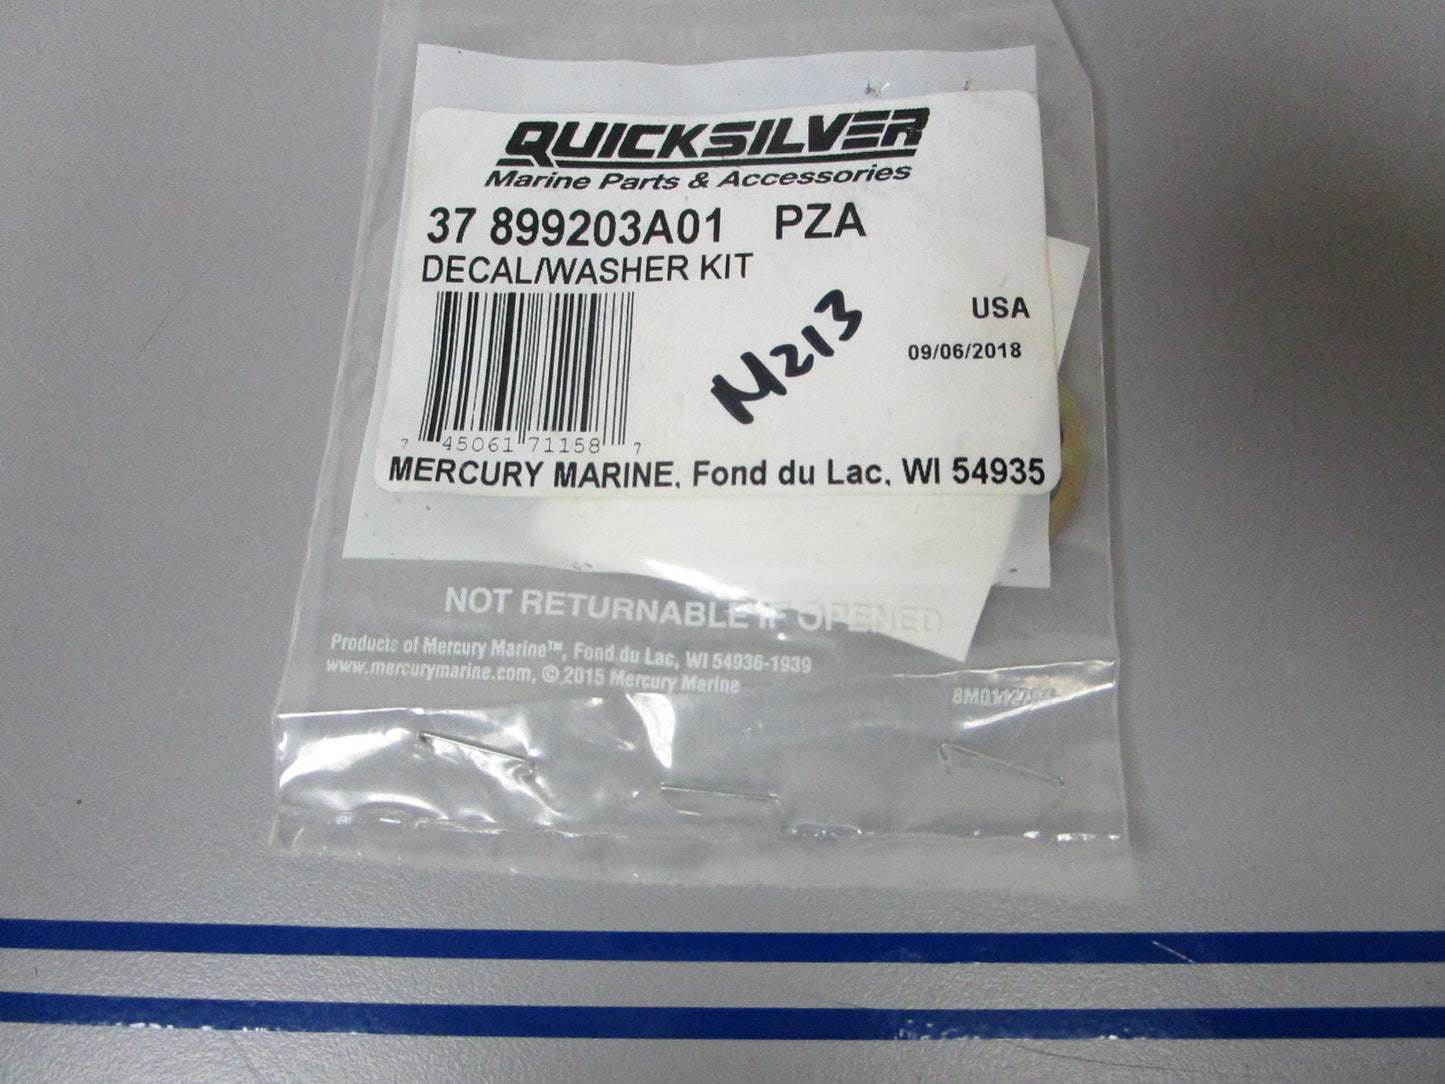 QUICKSILVER
Marine Parts & Accessories
37 899203A01 PZA
DECAL/WASHER KIT
M213
USA
09/06/2018
7 45061 71158 7
MERCURY MARINE, Fond du Lac, WI 54935
NOT RETURNABLE IF OPENED
Products of Mercury Marine™, Fond du Lac, WI 54936-1939
www.mercurymarine.com, © 2015 Mercury Marine